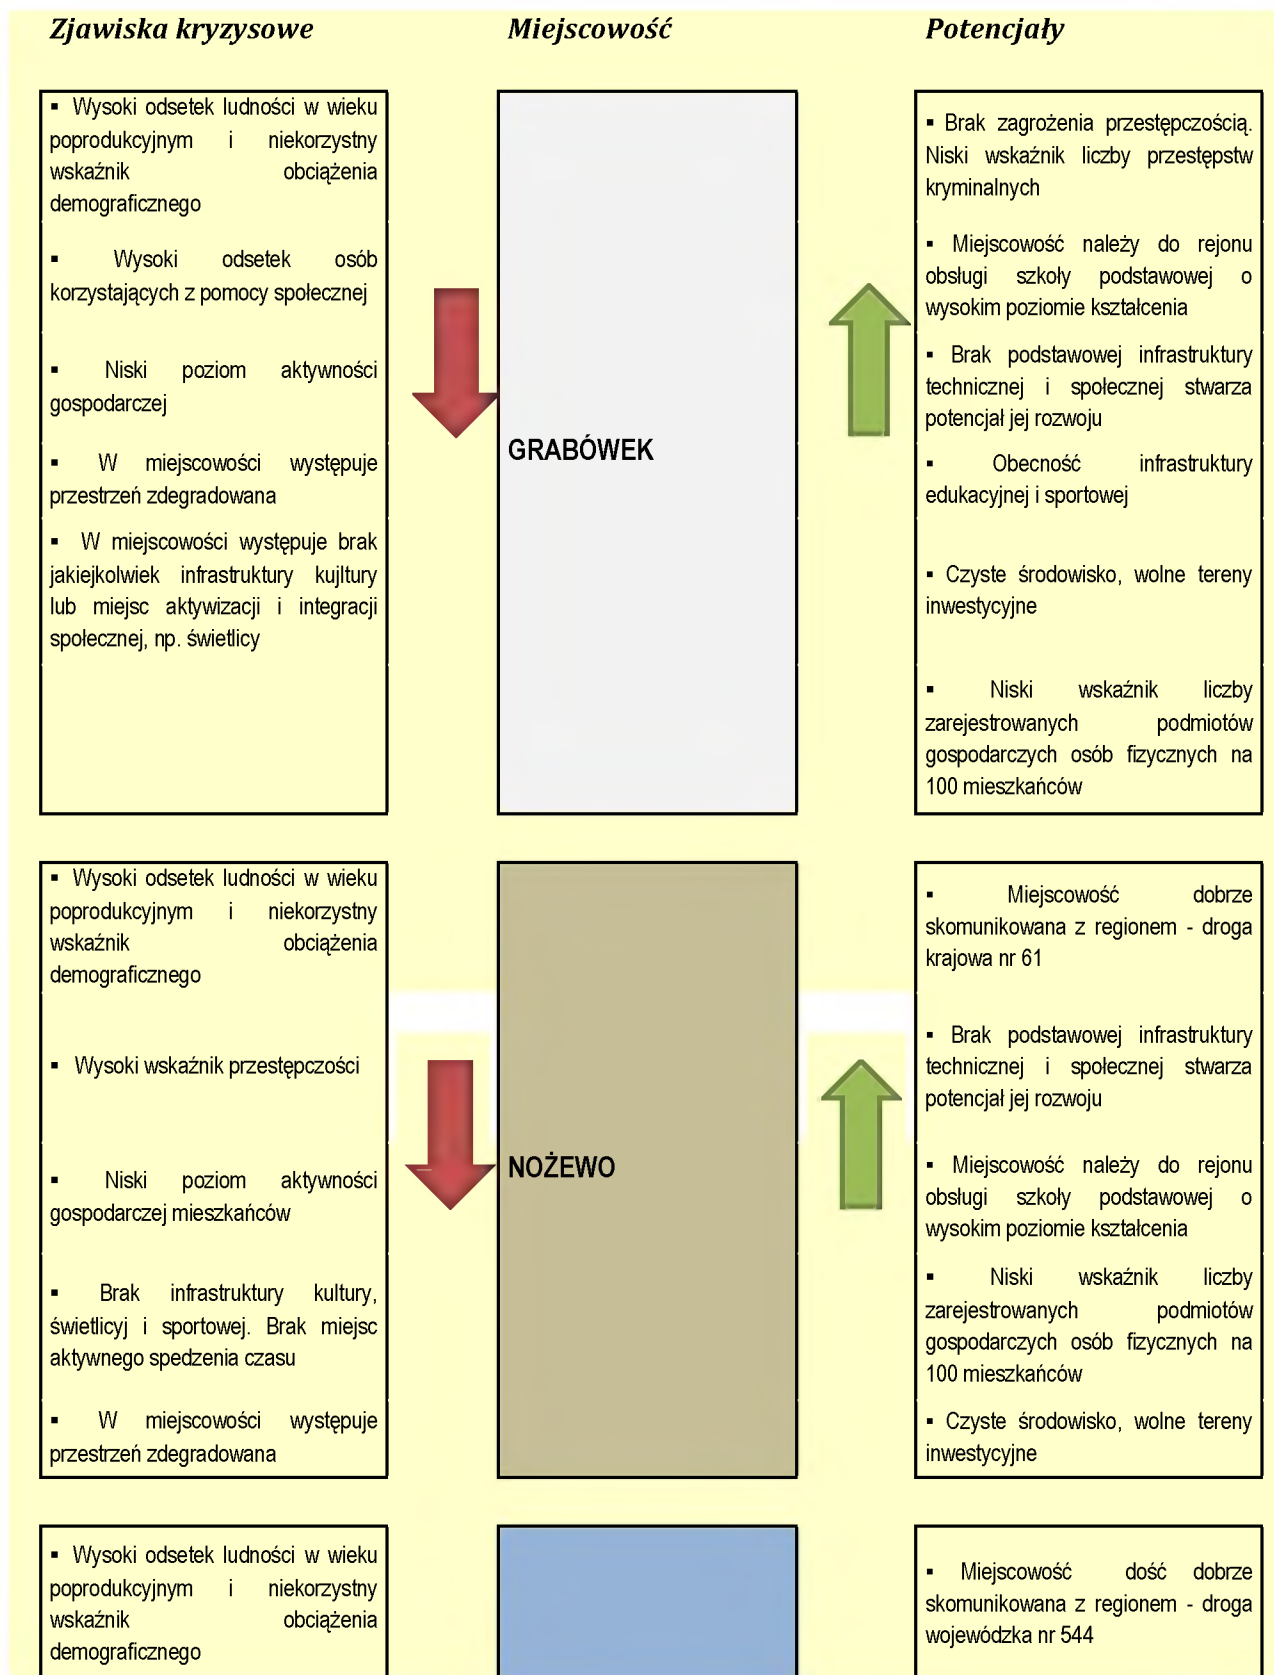 Zjawiska kryzysowe
Miejscowość
Potencjały
▪ Wysoki odsetek ludności w wieku
poprodukcyjnym i niekorzystny
wskaźnik obciążenia
demograficznego
▪ Wysoki odsetek osób
korzystających z pomocy społecznej
▪ Niski poziom aktywności
gospodarczej
▪ W miejscowości występuje
przestrzeń zdegradowana
▪ W miejscowości występuje brak
jakiejkolwiek infrastruktury kujltury
lub miejsc aktywizacji i integracji
społecznej, np. świetlicy
GRABÓWEK
▪ Brak zagrożenia przestępczością.
Niski wskaźnik liczby przestępstw
kryminalnych
▪ Miejscowość należy do rejonu
obsługi szkoły podstawowej o
wysokim poziomie kształcenia
▪ Brak podstawowej infrastruktury
technicznej i społecznej stwarza
potencjał jej rozwoju
▪ Obecność infrastruktury
edukacyjnej i sportowej
▪ Czyste środowisko, wolne tereny
inwestycyjne
▪ Niski wskaźnik liczby
zarejestrowanych podmiotów
gospodarczych osób fizycznych na
100 mieszkańców
▪ Wysoki odsetek ludności w wieku
poprodukcyjnym i niekorzystny
wskaźnik obciążenia
demograficznego
▪ Wysoki wskaźnik przestępczości
▪ Niski poziom aktywności
gospodarczej mieszkańców
▪ Brak infrastruktury kultury,
świetlicyj i sportowej. Brak miejsc
aktywnego spedzenia czasu
▪ W miejscowości występuje
przestrzeń zdegradowana
NOŻEWO
▪ Miejscowość dobrze
skomunikowana z regionem - droga
krajowa nr 61
▪ Brak podstawowej infrastruktury
technicznej i społecznej stwarza
potencjał jej rozwoju
▪ Miejscowość należy do rejonu
obsługi szkoły podstawowej o
wysokim poziomie kształcenia
▪ Niski wskaźnik liczby
zarejestrowanych podmiotów
gospodarczych osób fizycznych na
100 mieszkańców
▪ Czyste środowisko, wolne tereny
inwestycyjne
▪ Wysoki odsetek ludności w wieku
poprodukcyjnym i niekorzystny
wskaźnik obciążenia
demograficznego
▪ Miejscowość dość dobrze
skomunikowana z regionem - droga
wojewódzka nr 544